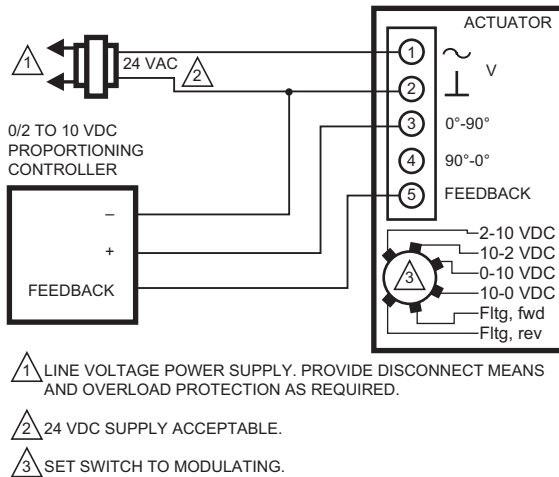 ACTUATOR
1
24 VAC
2
1
V
2
0/2 TO 10 VDC
PROPORTIONING
CONTROLLER
3
0°-90°
4
90°-0°
5
FEEDBACK
–
+
FEEDBACK
2-10 VDC
10-2 VDC
0-10 VDC
10-0 VDC
Fltg, fwd
Fltg, rev
3
1 LINE VOLTAGE POWER SUPPLY. PROVIDE DISCONNECT MEANS
AND OVERLOAD PROTECTION AS REQUIRED.
2 24 VDC SUPPLY ACCEPTABLE.
3 SET SWITCH TO MODULATING.